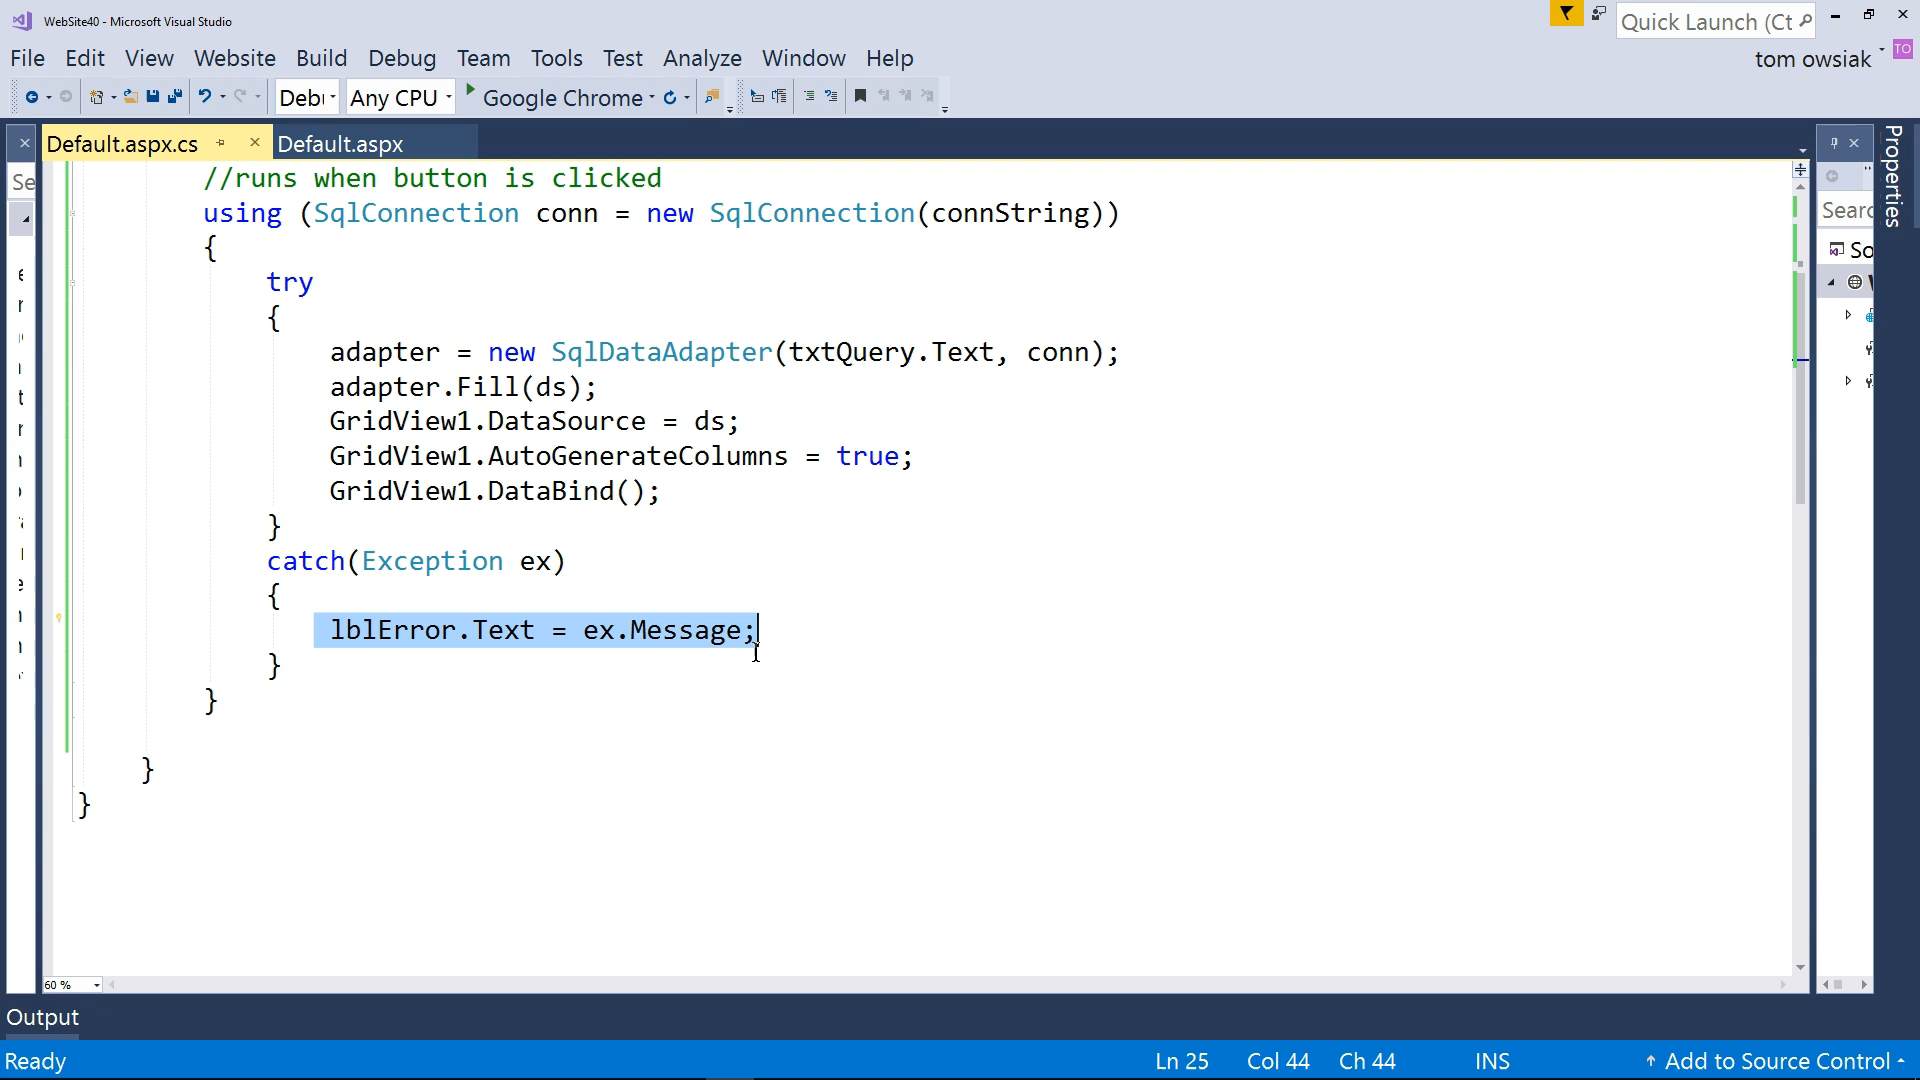 WebSite40 - Microsoft Visual Studio
Quick Launch (Ct
File Edit View Website Build Debug Team Tools Test Analyze Window Help
tom owsiak TO
Any CPU Google Chrome
Default.aspx.cs Default.aspx
Properties
//runs when button is clicked
using (SqlConnection conn = new SqlConnection(connString))
{
try
{
adapter = new SqlDataAdapter(txtQuery.Text, conn);
adapter.Fill(ds);
GridView1.DataSource = ds;
GridView1.AutoGenerateColumns = true;
GridView1.DataBind();
}
catch(Exception ex)
{
lblError.Text = ex.Message;
}
}
}
}
60 %
Output
Ready Ln 25 Col 44 Ch 44 INS Add to Source Control